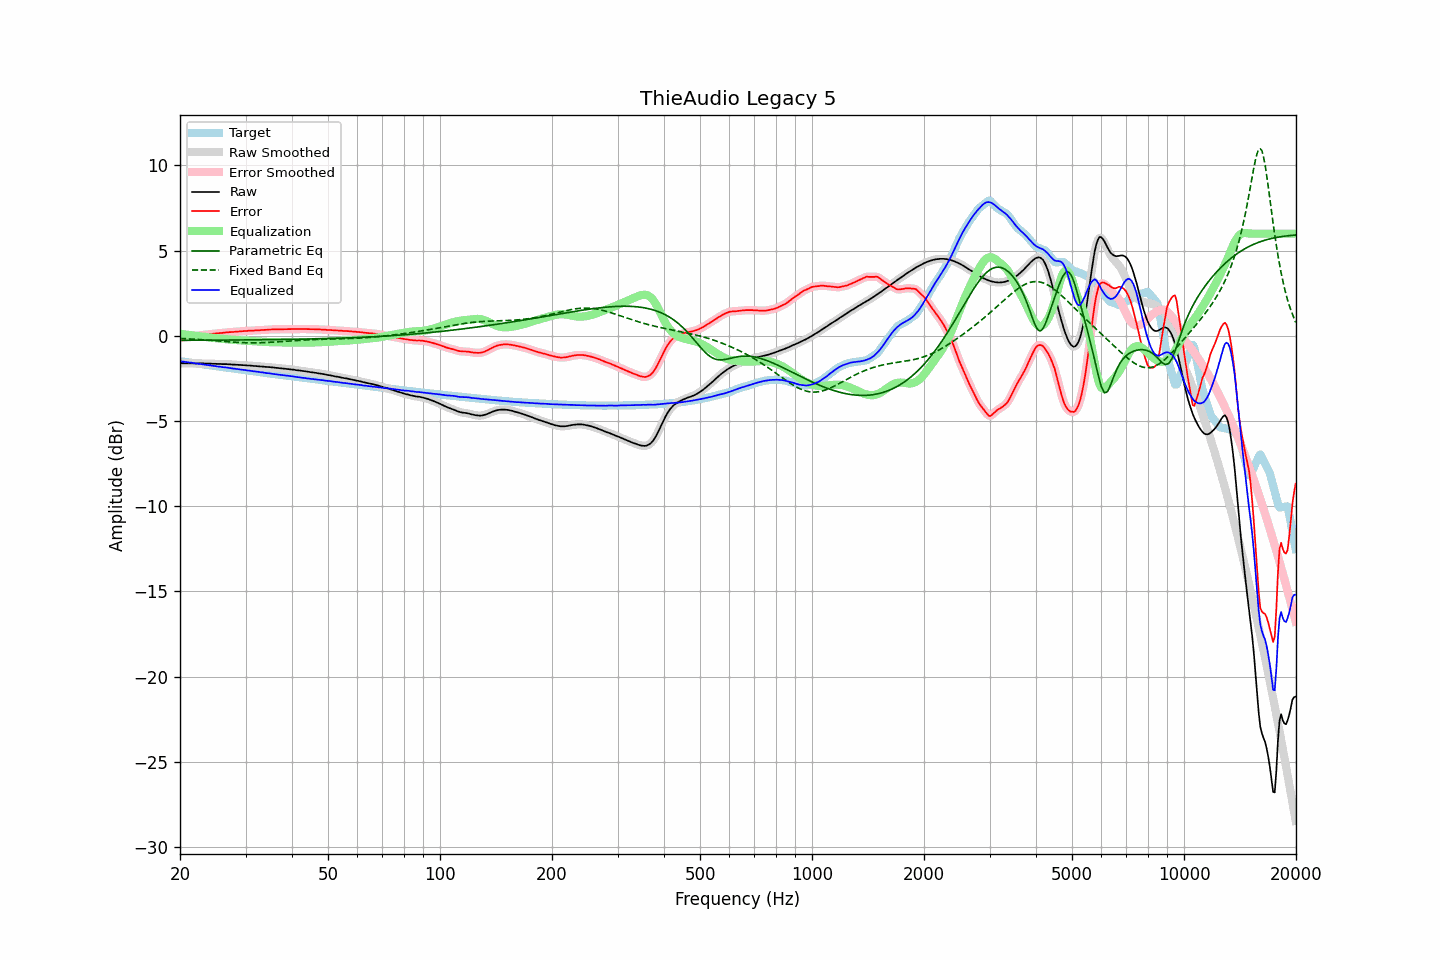 ThieAudio Legacy 5
Target
Raw Smoothed
Error Smoothed
Raw
Error
Equalization
Parametric Eq
Fixed Band Eq
Equalized
10
5
0
−5
−10
−15
−20
−25
−30
Amplitude (dBr)
20 50 100 200 500 1000 2000 5000 10000 20000
Frequency (Hz)